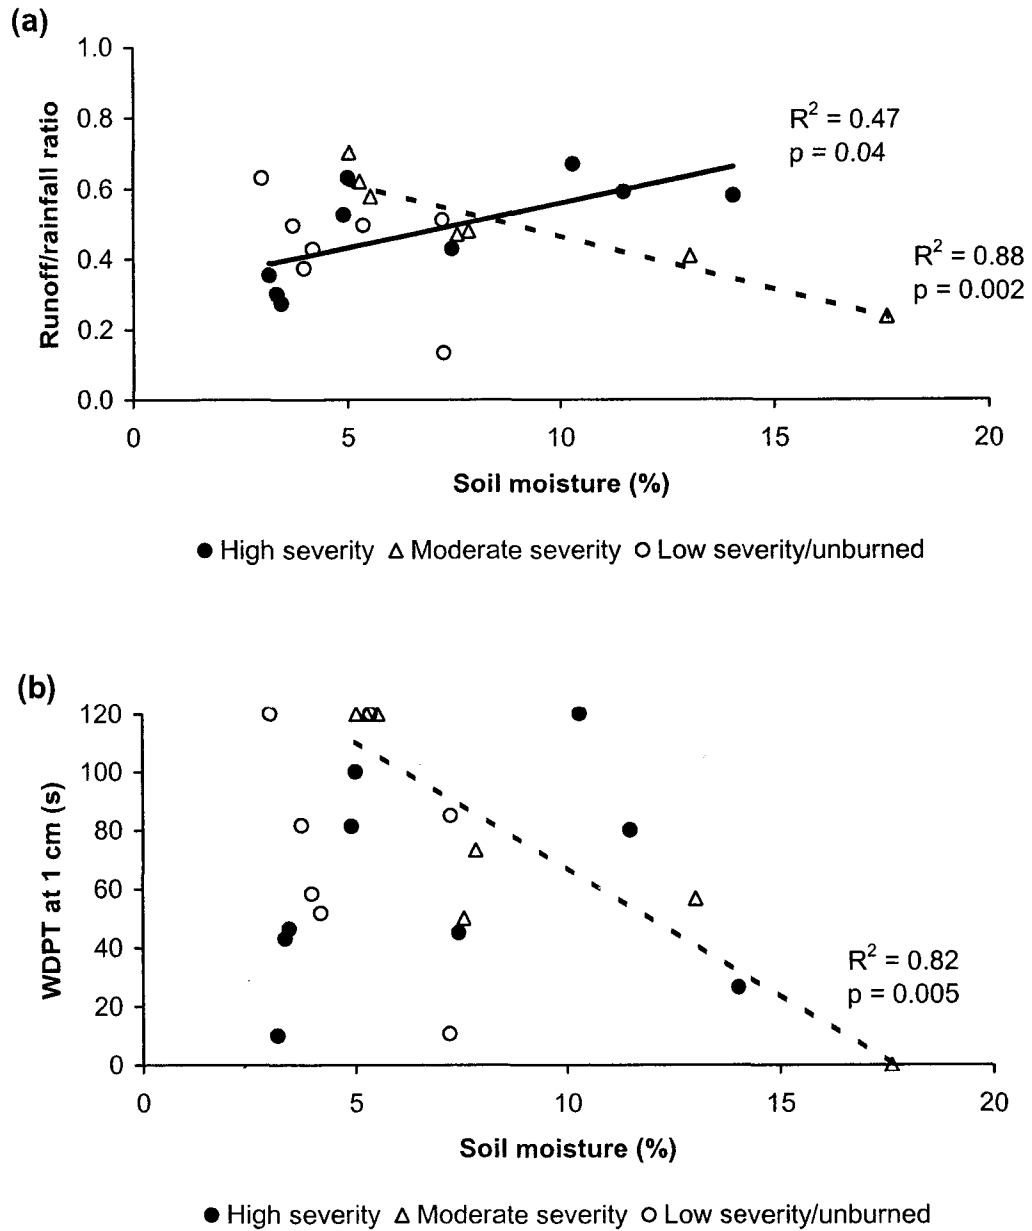 (a)
1.0
0.8
0.6
0.4
0.2
0.0
Runoff/rainfall ratio
R² = 0.47
p = 0.04
R² = 0.88
p = 0.002
0 5 10 15 20
Soil moisture (%)
High severity Moderate severity Low severity/unburned
(b)
120
100
80
60
40
20
0
WDPT at 1 cm (s)
R² = 0.82
p = 0.005
0 5 10 15 20
Soil moisture (%)
High severity Moderate severity Low severity/unburned